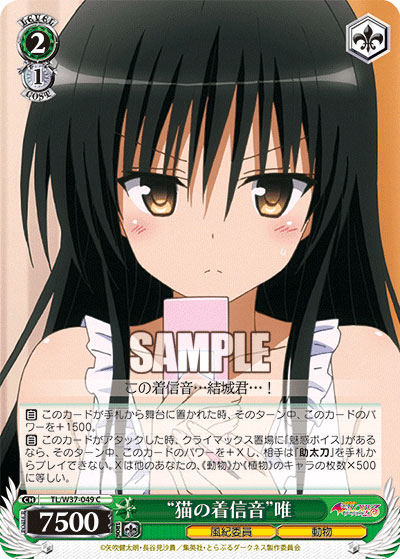 LEVEL
2
1
COST
SAMPLE
この着信音…結城君…！
自 このカードが手札から舞台に置かれた時、そのターン中、このカードのパワーを＋1500。
自 このカードがアタックした時、クライマックス置場に「魅惑ボイス」があるなら、そのターン中、このカードのパワーを＋Xし、相手は『助太刀』を手札からプレイできない。Xは他のあなたの、《動物》か《植物》のキャラの枚数×500に等しい。
CH TL/W37-049 C
7500
“猫の着信音”唯
風紀委員
動物
©矢吹健太朗・長谷見沙貴／集英社・とらぶるダークネス製作委員会